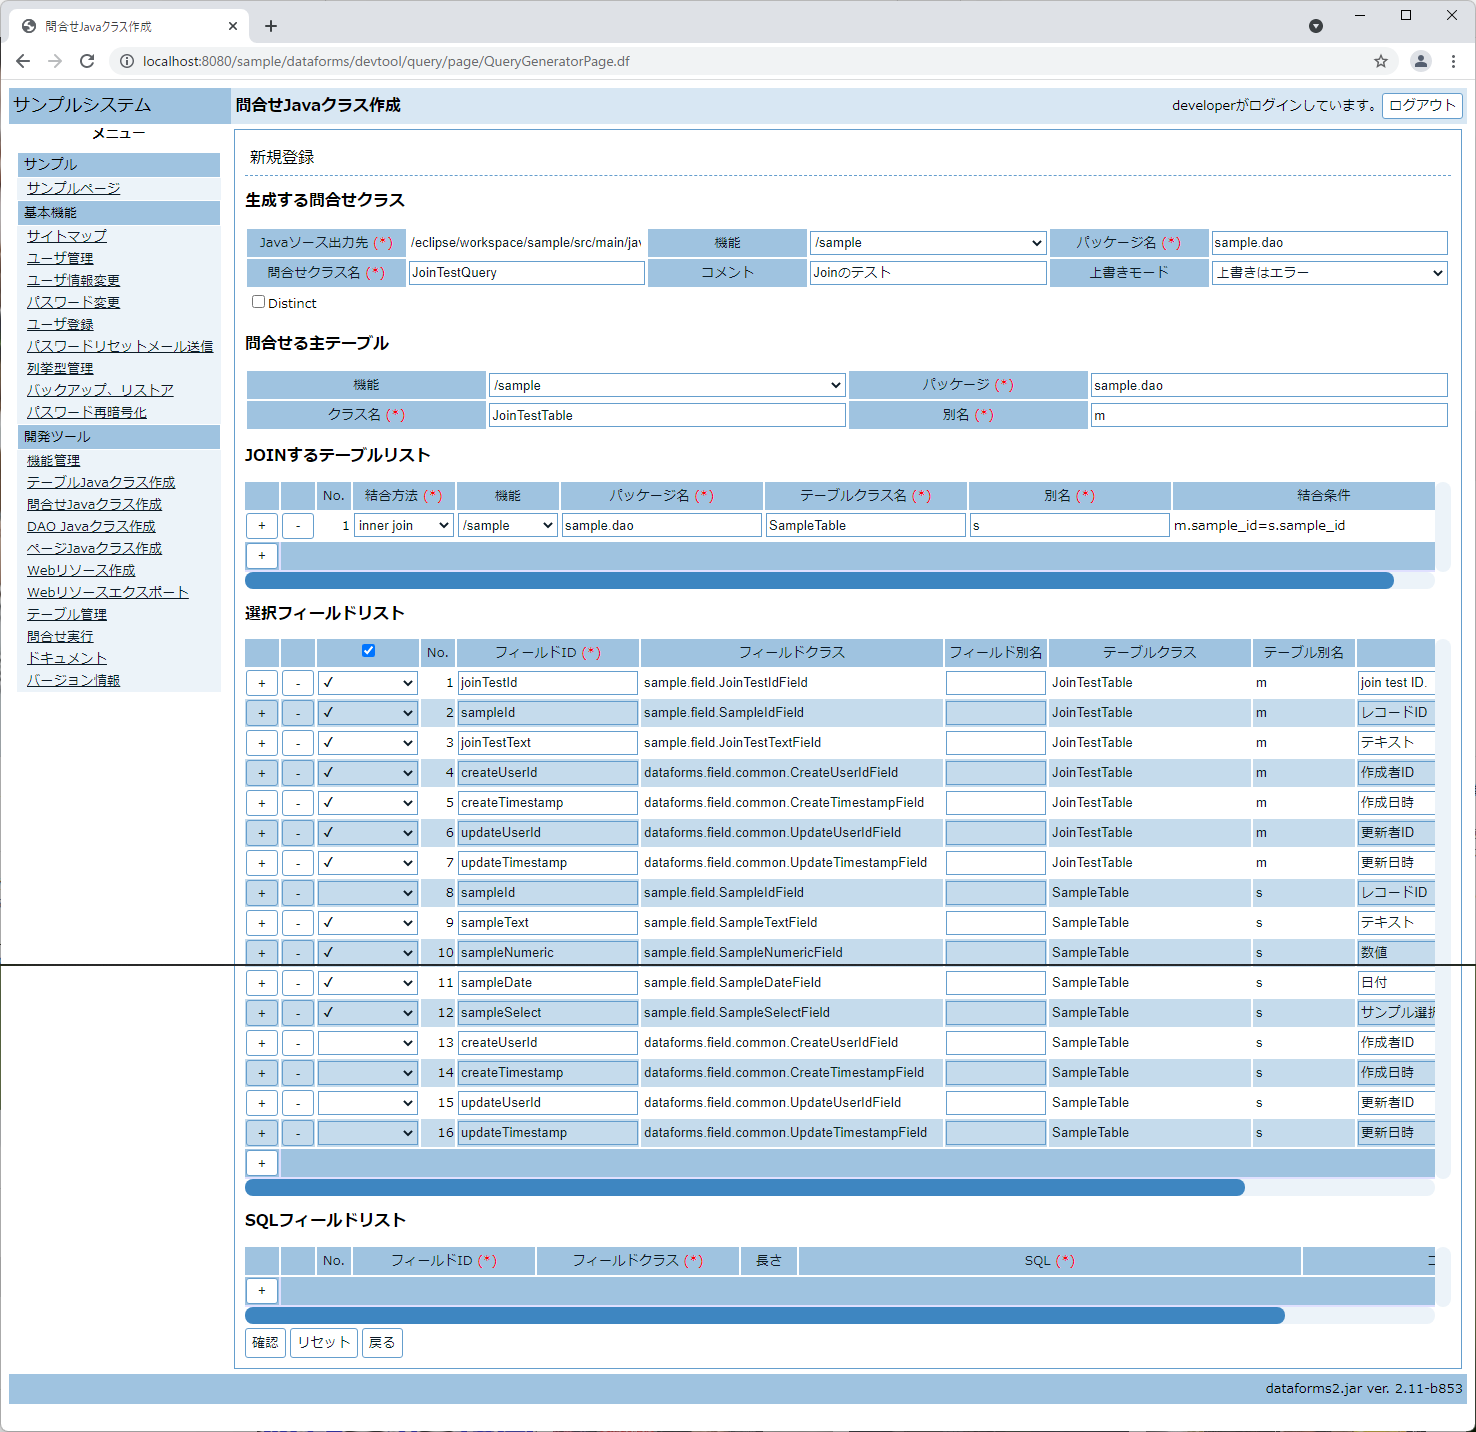 問合せJavaクラス作成
localhost:8080/sample/dataforms/devtool/query/page/QueryGeneratorPage.df
サンプルシステム
問合せJavaクラス作成
developerがログインしています。 ログアウト
メニュー
サンプル
サンプルページ
基本機能
サイトマップ
ユーザ管理
ユーザ情報変更
パスワード変更
ユーザ登録
パスワードリセットメール送信
列挙型管理
バックアップ、リストア
パスワード再暗号化
開発ツール
機能管理
テーブルJavaクラス作成
問合せJavaクラス作成
DAO Javaクラス作成
ページJavaクラス作成
Webリソース作成
Webリソースエクスポート
テーブル管理
問合せ実行
ドキュメント
バージョン情報
新規登録
生成する問合せクラス
Javaソース出力先 (*) /eclipse/workspace/sample/src/main/jav 機能 /sample パッケージ名 (*) sample.dao
問合せクラス名 (*) JoinTestQuery コメント Joinのテスト 上書きモード 上書きはエラー
Distinct
問合せる主テーブル
機能 /sample パッケージ (*) sample.dao
クラス名 (*) JoinTestTable 別名 (*) m
JOINするテーブルリスト
No. 結合方法 (*) 機能 パッケージ名 (*) テーブルクラス名 (*) 別名 (*) 結合条件
+ - 1 inner join /sample sample.dao SampleTable s m.sample_id=s.sample_id
+
選択フィールドリスト
No. フィールドID (*) フィールドクラス フィールド別名 テーブルクラス テーブル別名
+ - ✓ 1 joinTestId sample.field.JoinTestIdField JoinTestTable m join test ID.
+ - ✓ 2 sampleId sample.field.SampleIdField JoinTestTable m レコードID
+ - ✓ 3 joinTestText sample.field.JoinTestTextField JoinTestTable m テキスト
+ - ✓ 4 createUserId dataforms.field.common.CreateUserIdField JoinTestTable m 作成者ID
+ - ✓ 5 createTimestamp dataforms.field.common.CreateTimestampField JoinTestTable m 作成日時
+ - ✓ 6 updateUserId dataforms.field.common.UpdateUserIdField JoinTestTable m 更新者ID
+ - ✓ 7 updateTimestamp dataforms.field.common.UpdateTimestampField JoinTestTable m 更新日時
+ - 8 sampleId sample.field.SampleIdField SampleTable s レコードID
+ - ✓ 9 sampleText sample.field.SampleTextField SampleTable s テキスト
+ - ✓ 10 sampleNumeric sample.field.SampleNumericField SampleTable s 数値
+ - ✓ 11 sampleDate sample.field.SampleDateField SampleTable s 日付
+ - ✓ 12 sampleSelect sample.field.SampleSelectField SampleTable s サンプル選択
+ - 13 createUserId dataforms.field.common.CreateUserIdField SampleTable s 作成者ID
+ - 14 createTimestamp dataforms.field.common.CreateTimestampField SampleTable s 作成日時
+ - 15 updateUserId dataforms.field.common.UpdateUserIdField SampleTable s 更新者ID
+ - 16 updateTimestamp dataforms.field.common.UpdateTimestampField SampleTable s 更新日時
+
SQLフィールドリスト
No. フィールドID (*) フィールドクラス (*) 長さ SQL (*) コ
+
確認 リセット 戻る
dataforms2.jar ver. 2.11-b853